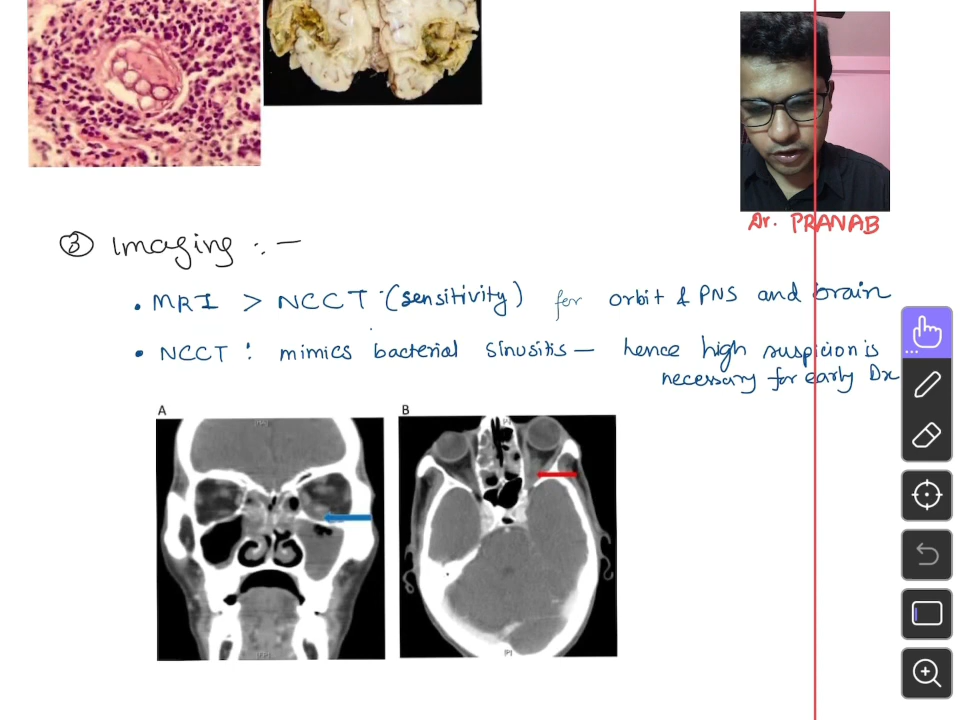 Dr. PRANAB
③ Imaging :-
• MRI > NCCT (sensitivity) for orbit & PNS and brain
• NCCT : mimics bacterial sinusitis — hence high suspicion is
necessary for early Dx
A B
[P]